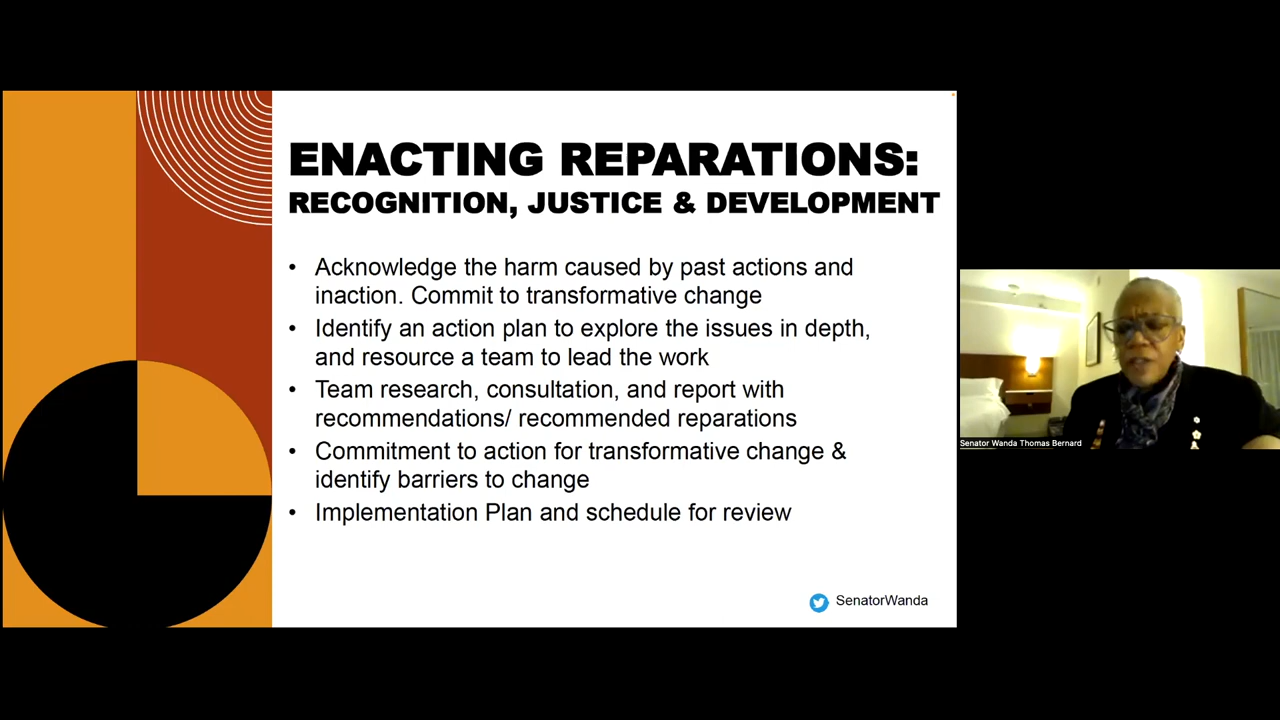 ENACTING REPARATIONS:
RECOGNITION, JUSTICE & DEVELOPMENT
• Acknowledge the harm caused by past actions and
inaction. Commit to transformative change
• Identify an action plan to explore the issues in depth,
and resource a team to lead the work
• Team research, consultation, and report with
recommendations/ recommended reparations
• Commitment to action for transformative change &
identify barriers to change
• Implementation Plan and schedule for review
SenatorWanda
Senator Wanda Thomas Bernard